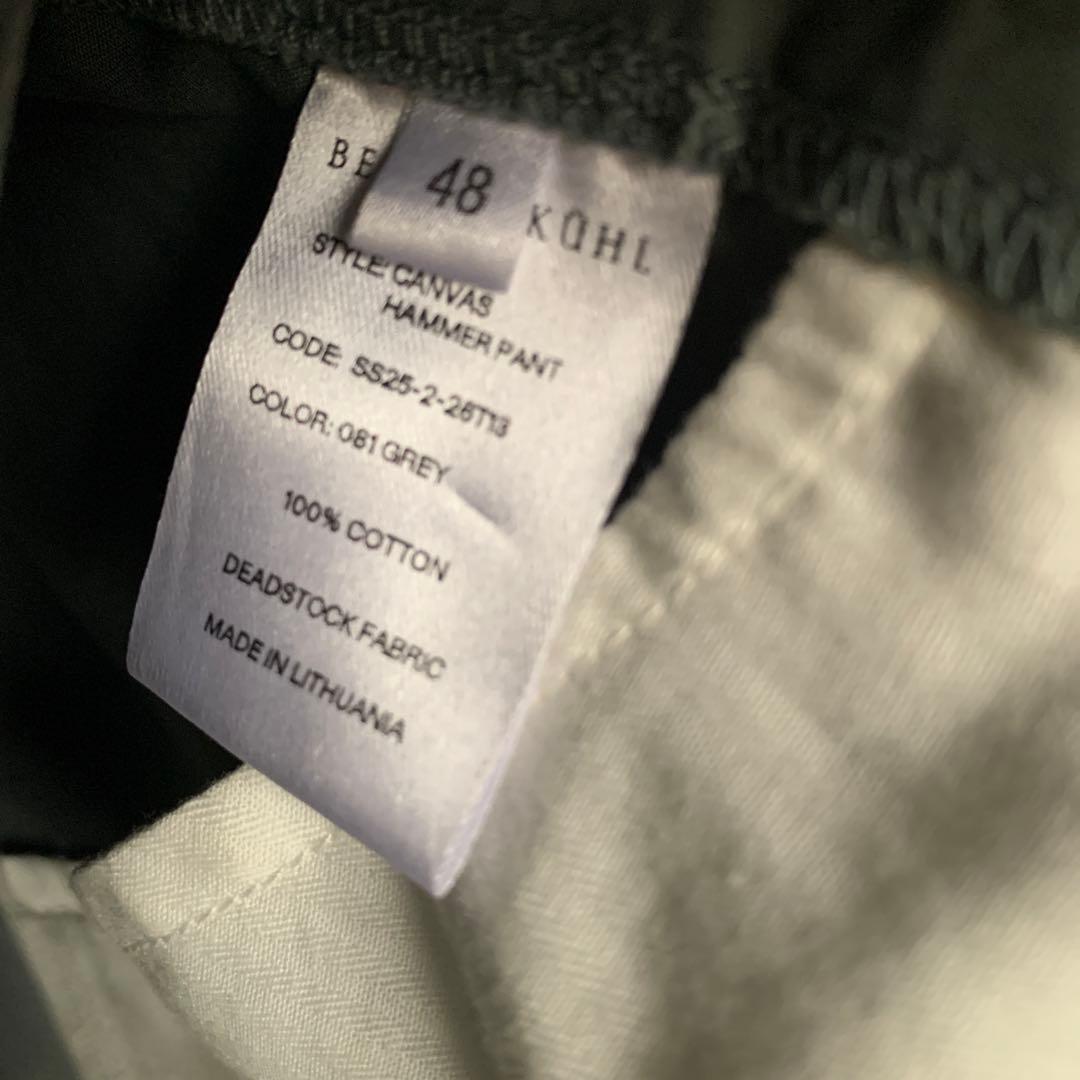 BE
48
KŪHL
STYLE: CANVAS
HAMMER PANT
CODE: SS25-2-26T13
COLOR: 081 GREY
100% COTTON
DEADSTOCK FABRIC
MADE IN LITHUANIA